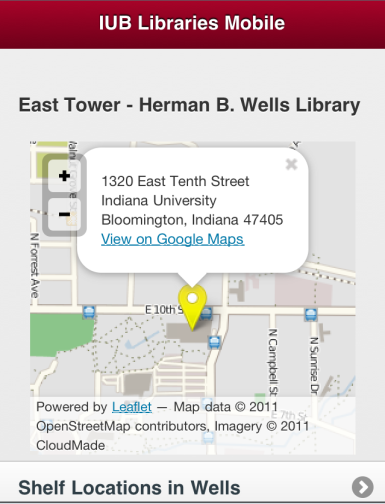 IUB Libraries Mobile
East Tower - Herman B. Wells Library
+
1320 East Tenth Street
Indiana University
Bloomington, Indiana 47405
View on Google Maps
−
N Forrest Ave
E 10th S
N Campbell St
N Sunrise Dr
E 7th St
Powered by Leaflet — Map data © 2011
OpenStreetMap contributors, Imagery © 2011
CloudMade
Shelf Locations in Wells